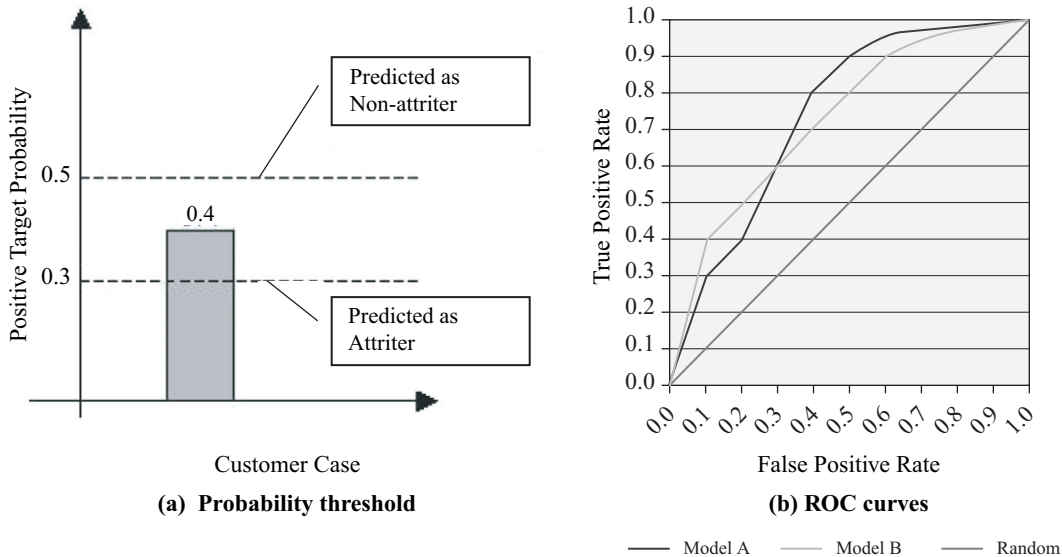 Positive Target Probability
0.5
0.3
0.4
Predicted as
Non-attriter
Predicted as
Attriter
Customer Case
(a) Probability threshold
True Positive Rate
1.0
0.9
0.8
0.7
0.6
0.5
0.4
0.3
0.2
0.1
0.0
0.0
0.1
0.2
0.3
0.4
0.5
0.6
0.7
0.8
0.9
1.0
False Positive Rate
(b) ROC curves
Model A
Model B
Random